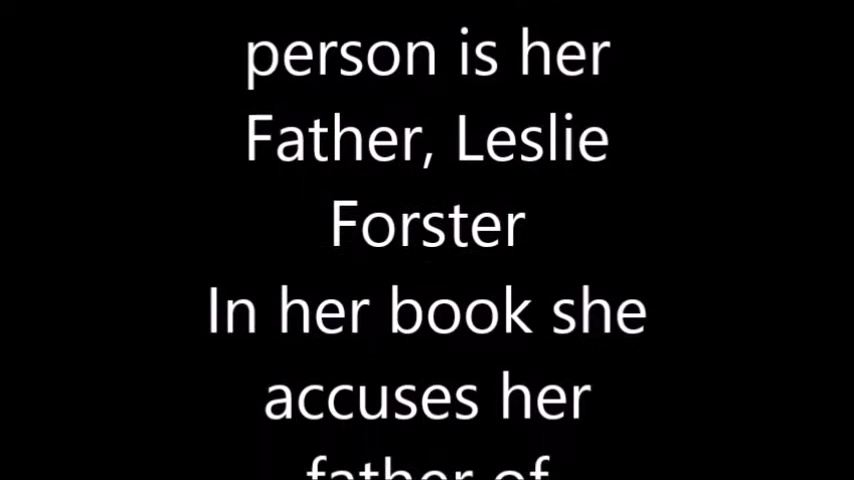 person is her
Father, Leslie
Forster
In her book she
accuses her
father of